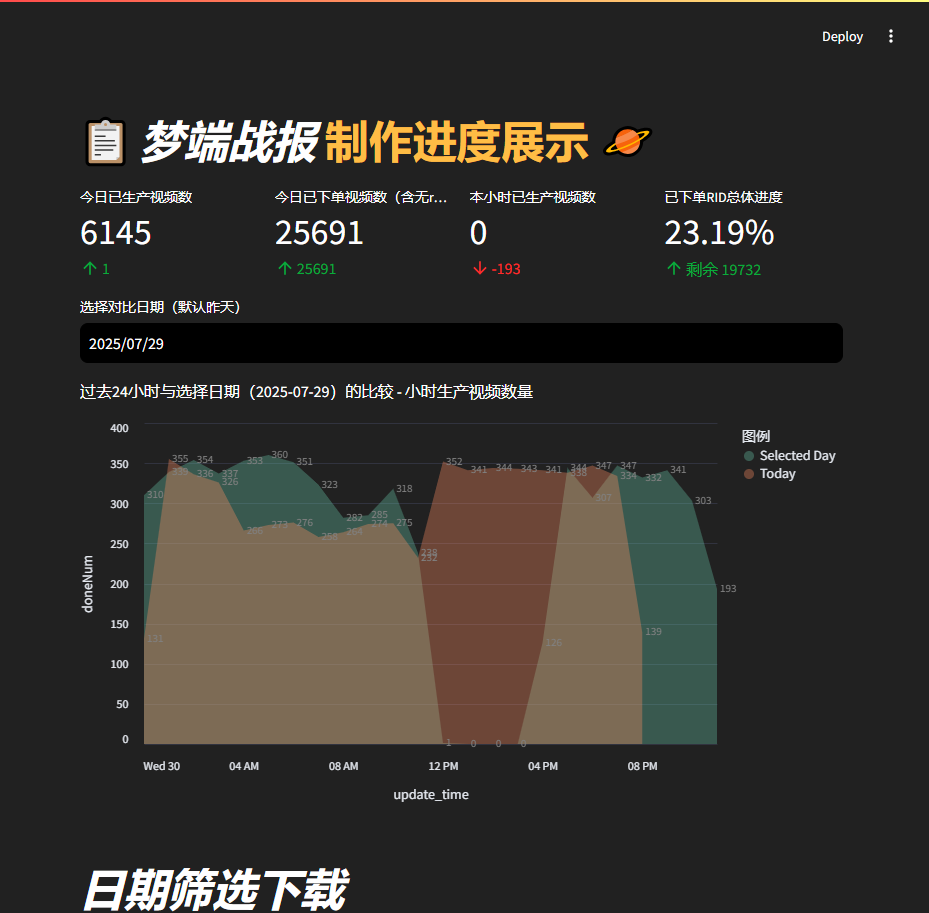 Deploy
梦端战报 制作进度展示
今日已生产视频数
6145
1
今日已下单视频数（含无r...
25691
25691
本小时已生产视频数
0
-193
已下单RID总体进度
23.19%
剩余 19732
选择对比日期（默认昨天）
2025/07/29
过去24小时与选择日期（2025-07-29）的比较 - 小时生产视频数量
图例
Selected Day
Today
doneNum
400
350
300
250
200
150
100
50
0
355 354 353 360 351
310 336 337
326
323
318
282 285
266 273 276 256 264 274 275
238
232
352 341 344 343 341 344 347 347
338 334 332 341
307 303
193
131
126
139
1 0 0 0
Wed 30 04 AM 08 AM 12 PM 04 PM 08 PM
update_time
日期筛选下载